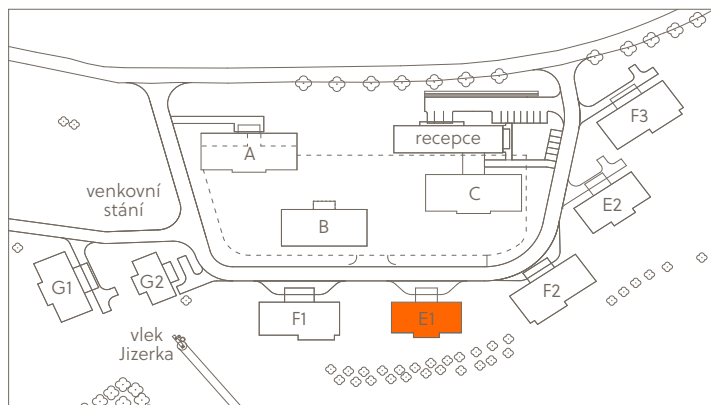 F3
recepce
A
C
venkovní
stání
E2
B
G1
G2
F2
F1
E1
vlek
Jizerka